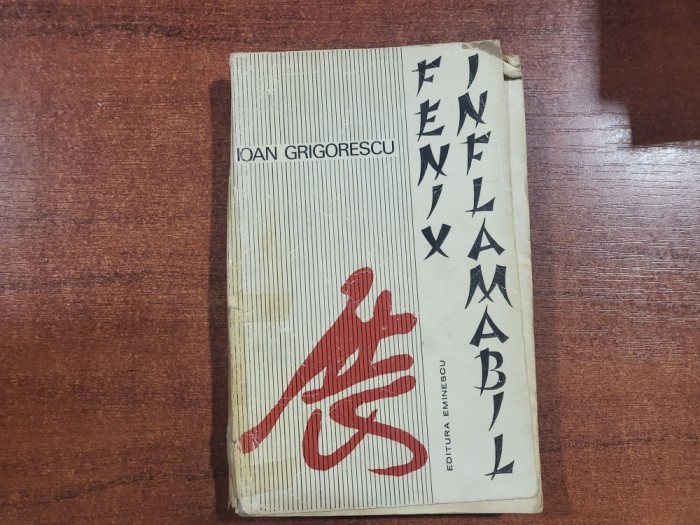 IOAN GRIGORESCU
FENIX
INFLAMABIL
EDITURA EMINESCU